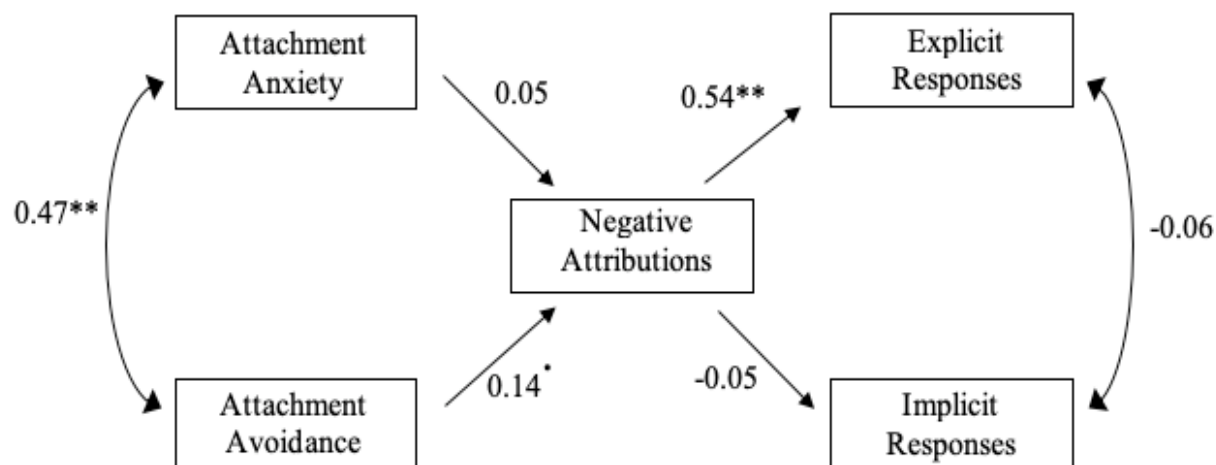 Attachment
Anxiety
Explicit
Responses
0.05
0.54**
0.47**
Negative
Attributions
-0.06
0.14•
-0.05
Attachment
Avoidance
Implicit
Responses